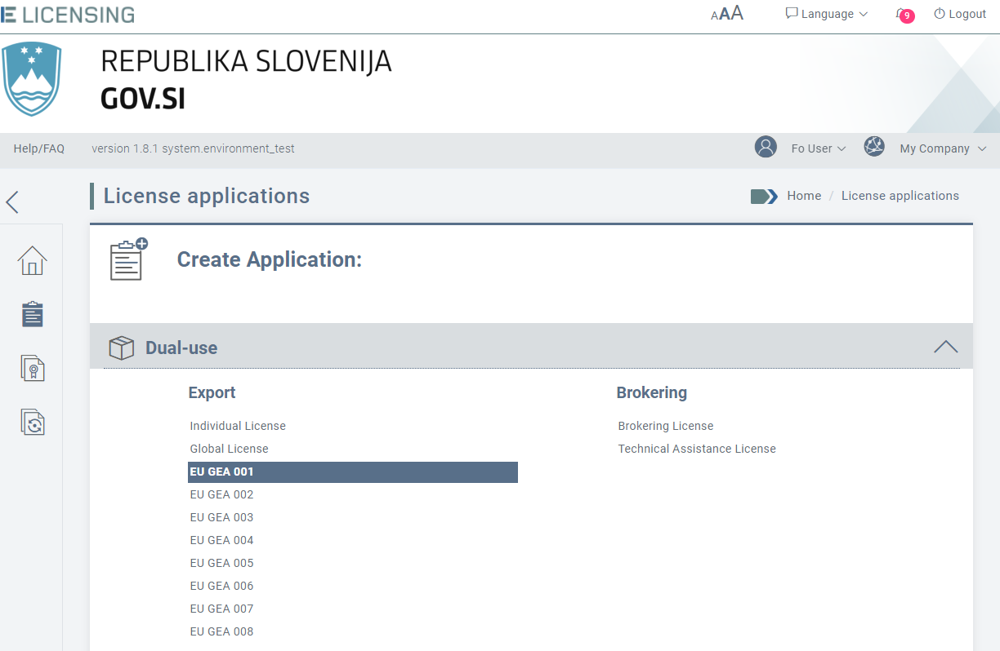 E LICENSING
AAA Language 9 Logout
REPUBLIKA SLOVENIJA
GOV.SI
Help/FAQ version 1.8.1 system.environment_test Fo User My Company
License applications Home / License applications
Create Application:
Dual-use
Export
Individual License
Global License
EU GEA 001
EU GEA 002
EU GEA 003
EU GEA 004
EU GEA 005
EU GEA 006
EU GEA 007
EU GEA 008
Brokering
Brokering License
Technical Assistance License